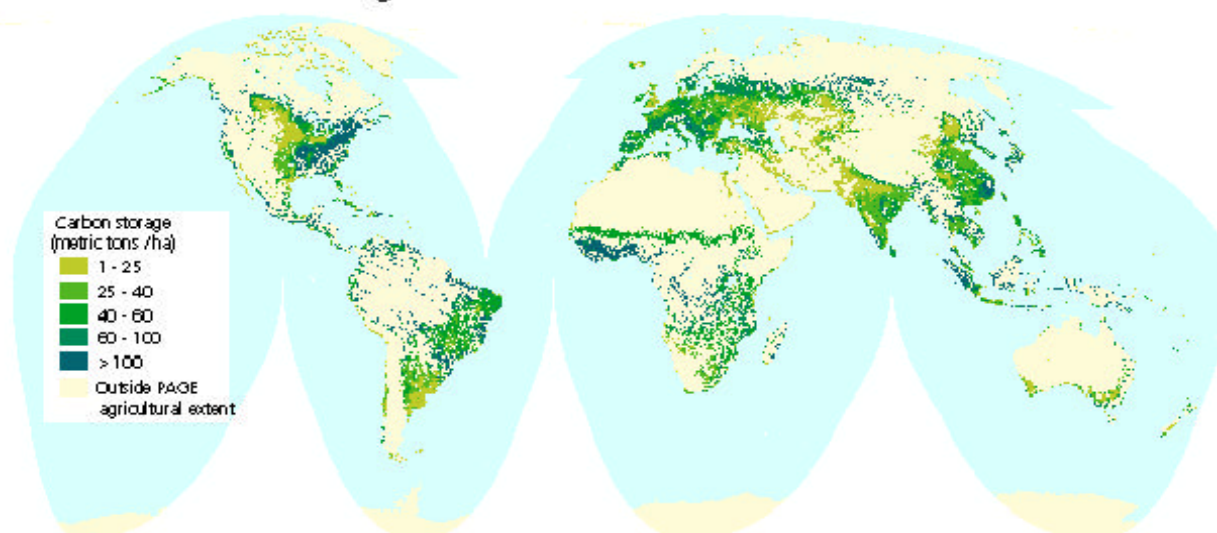 Carbon storage
(metric tons /ha)
1 - 25
25 - 40
40 - 60
60 - 100
> 100
Outside PAGE
agricultural extent